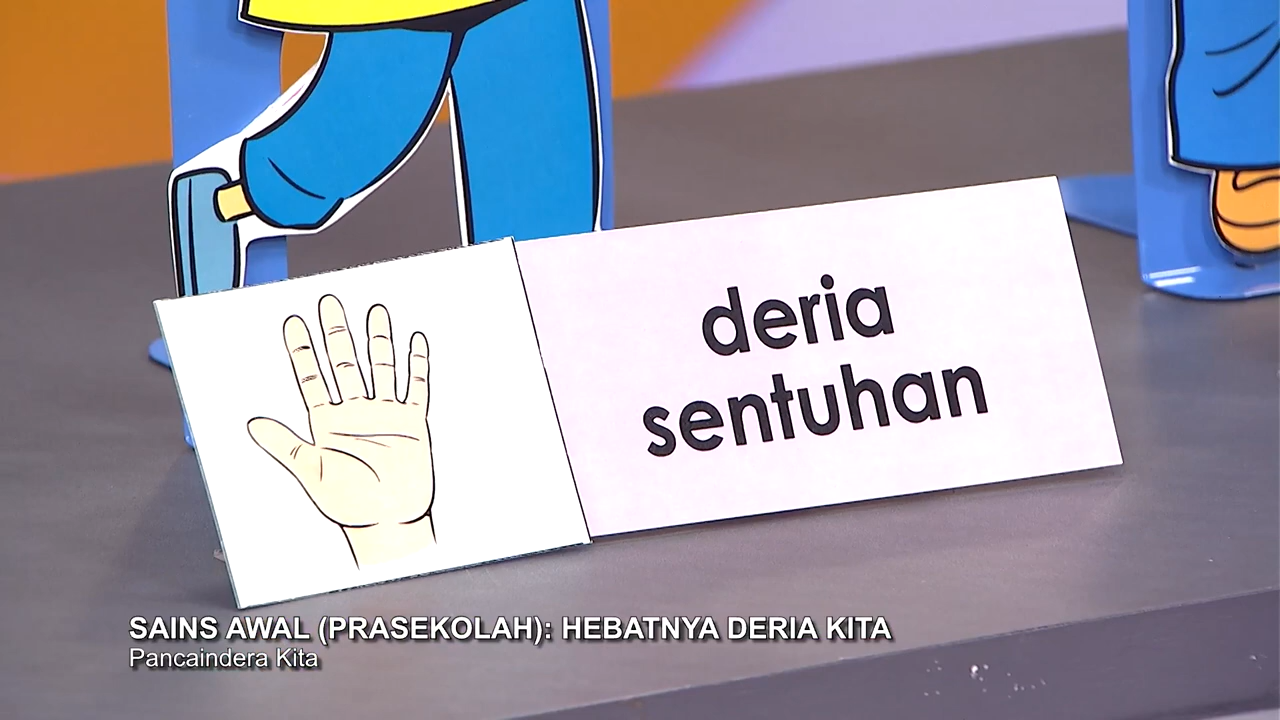 deria
sentuhan
SAINS AWAL (PRASEKOLAH): HEBATNYA DERIA KITA
Pancaindera Kita